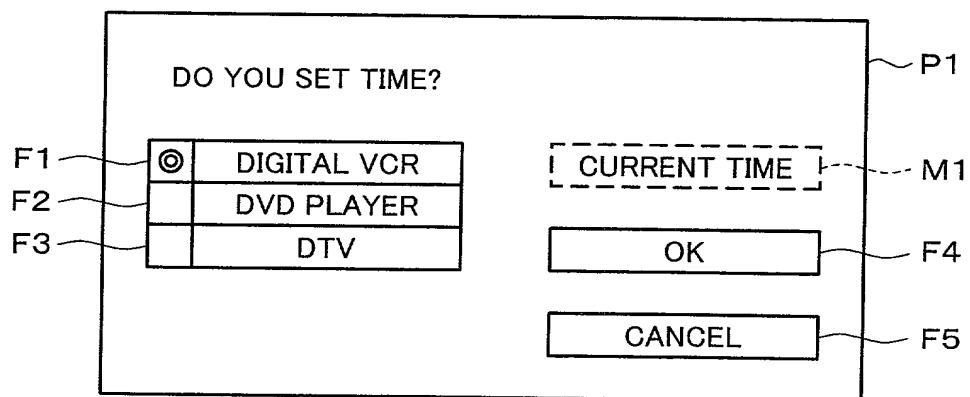 DO YOU SET TIME?
P1
F1 ◎ DIGITAL VCR
CURRENT TIME M1
F2 DVD PLAYER
F3 DTV
OK F4
CANCEL F5